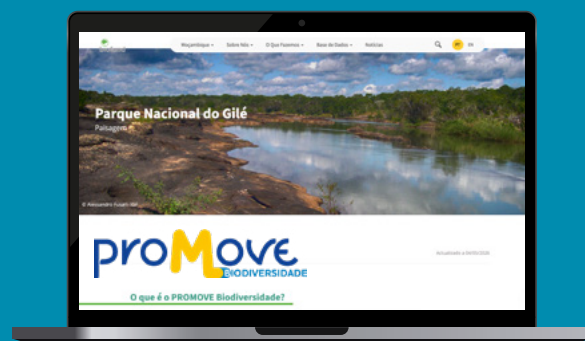 Moçambique Sobre Nós O Que Fazemos Base de Dados Notícias PT EN
Parque Nacional do Gilé
Paisagem
proMove
BIODIVERSIDADE
O que é o PROMOVE Biodiversidade?